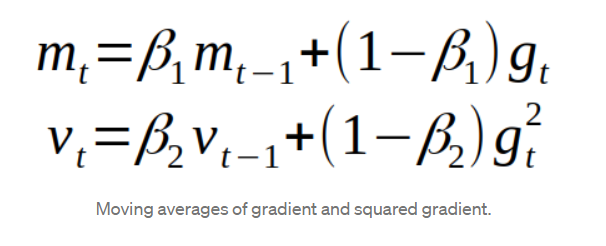 m_t=β_1 m_{t−1}+(1−β_1)g_t
v_t=β_2 v_{t−1}+(1−β_2)g_t^2
Moving averages of gradient and squared gradient.